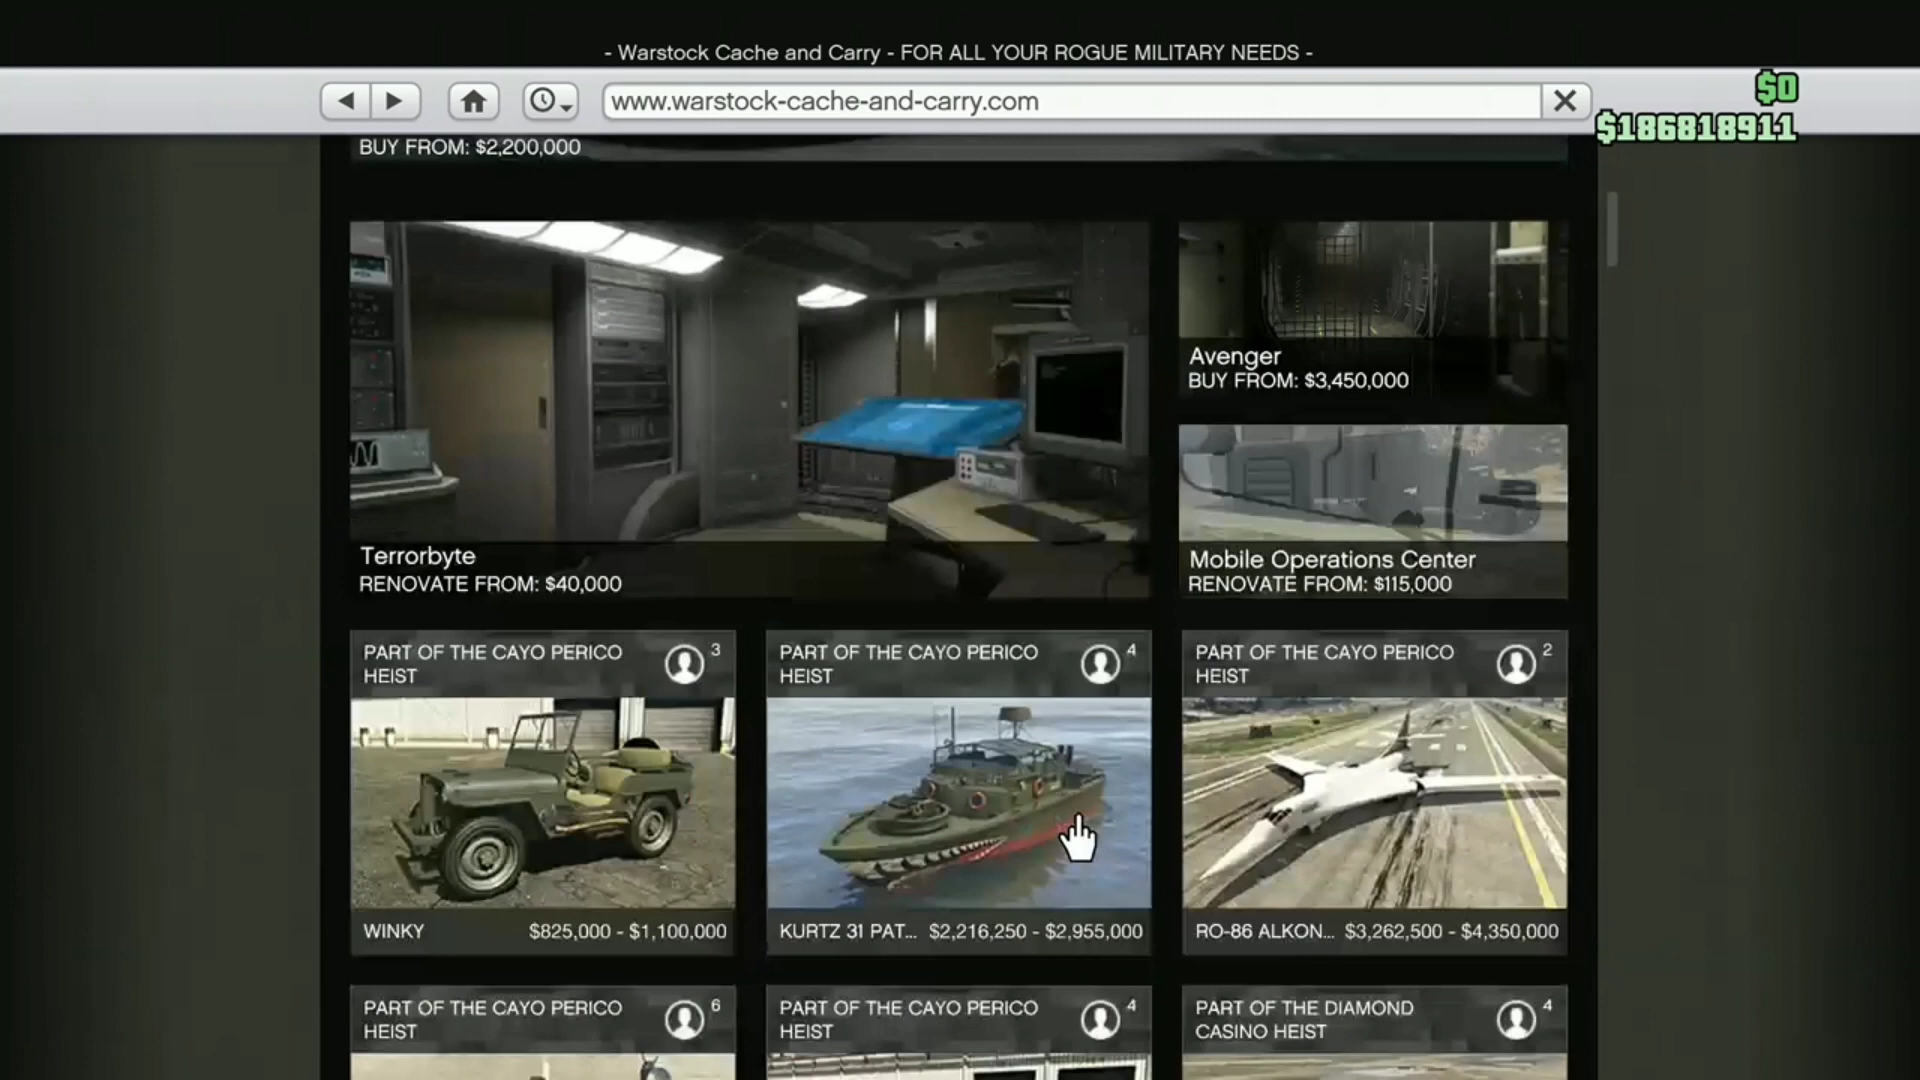 - Warstock Cache and Carry - FOR ALL YOUR ROGUE MILITARY NEEDS -
www.warstock-cache-and-carry.com
$0
$186818911
BUY FROM: $2,200,000
Avenger
BUY FROM: $3,450,000
Terrorbyte
RENOVATE FROM: $40,000
Mobile Operations Center
RENOVATE FROM: $115,000
PART OF THE CAYO PERICO
HEIST
3
WINKY $825,000 - $1,100,000
PART OF THE CAYO PERICO
HEIST
4
KURTZ 31 PAT... $2,216,250 - $2,955,000
PART OF THE CAYO PERICO
HEIST
2
RO-86 ALKON... $3,262,500 - $4,350,000
PART OF THE CAYO PERICO
HEIST
6
PART OF THE CAYO PERICO
HEIST
4
PART OF THE DIAMOND
CASINO HEIST
4